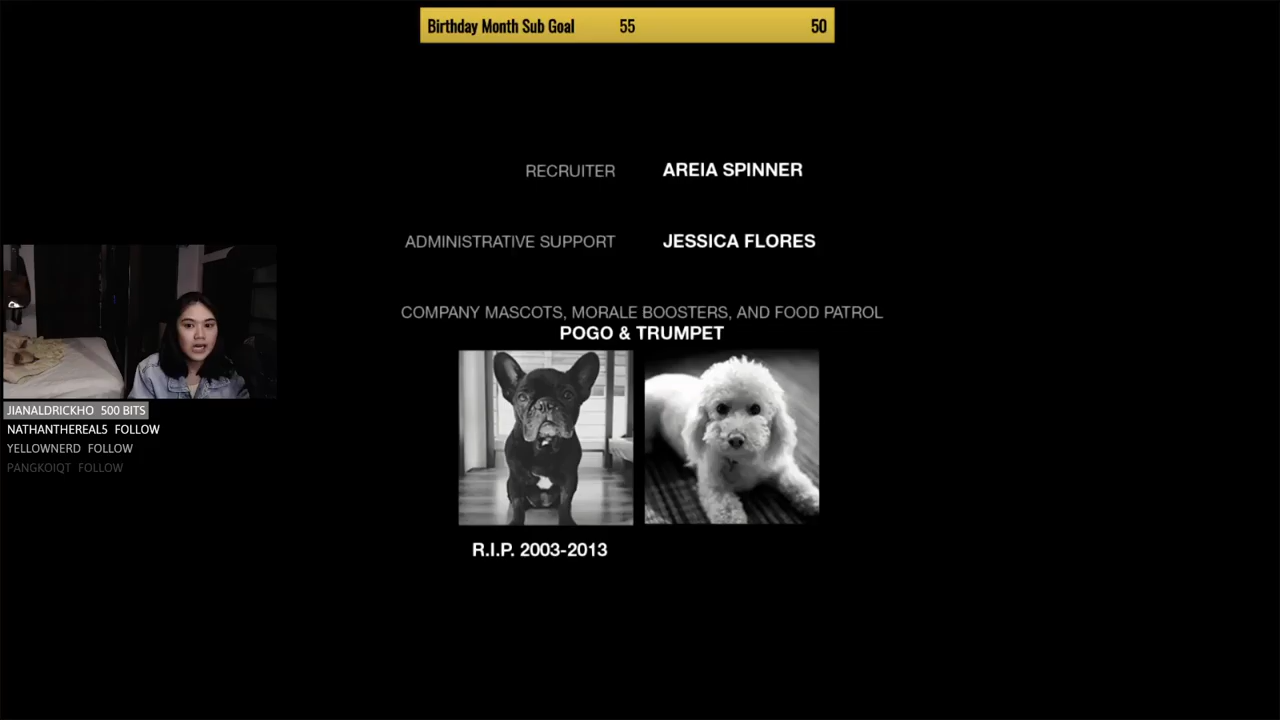 Birthday Month Sub Goal 55 50
RECRUITER AREIA SPINNER
ADMINISTRATIVE SUPPORT JESSICA FLORES
COMPANY MASCOTS, MORALE BOOSTERS, AND FOOD PATROL
POGO & TRUMPET
R.I.P. 2003-2013
JIANALDRICKHO 500 BITS
NATHANTHEREAL5 FOLLOW
YELLOWNERD FOLLOW
PANGKOIQT FOLLOW